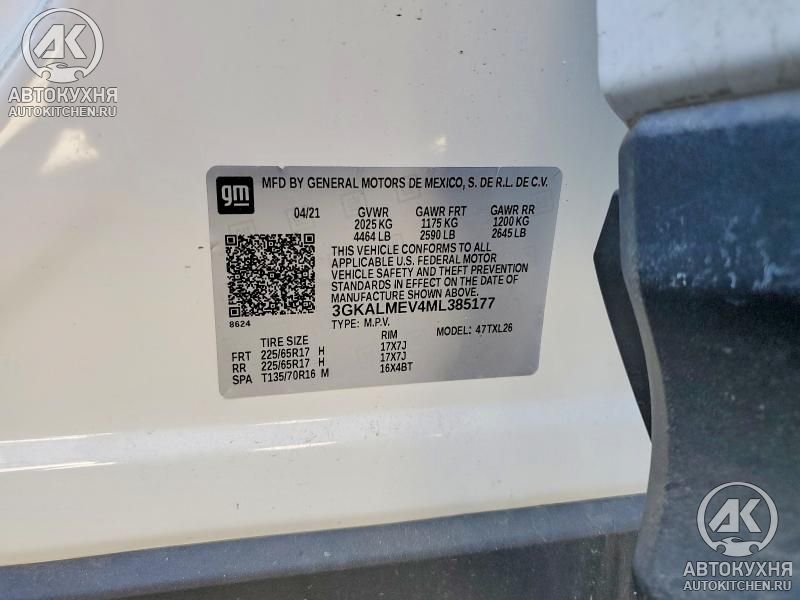 AK
АВТОКУХНЯ
AUTOKITCHEN.RU
gm
MFD BY GENERAL MOTORS DE MEXICO, S. DE R.L. DE C.V.
04/21 GVWR GAWR FRT GAWR RR
2025 KG 1175 KG 1200 KG
4464 LB 2590 LB 2645 LB
THIS VEHICLE CONFORMS TO ALL
APPLICABLE U.S. FEDERAL MOTOR
VEHICLE SAFETY AND THEFT PREVENTION
STANDARDS IN EFFECT ON THE DATE OF
MANUFACTURE SHOWN ABOVE.
3GKALMEV4ML385177
8624
TYPE: M.P.V. MODEL: 47TXL26
TIRE SIZE RIM
FRT 225/65R17 H 17X7J
RR 225/65R17 H 17X7J
SPA T135/70R16 M 16X4BT
AK
АВТОКУХНЯ
AUTOKITCHEN.RU